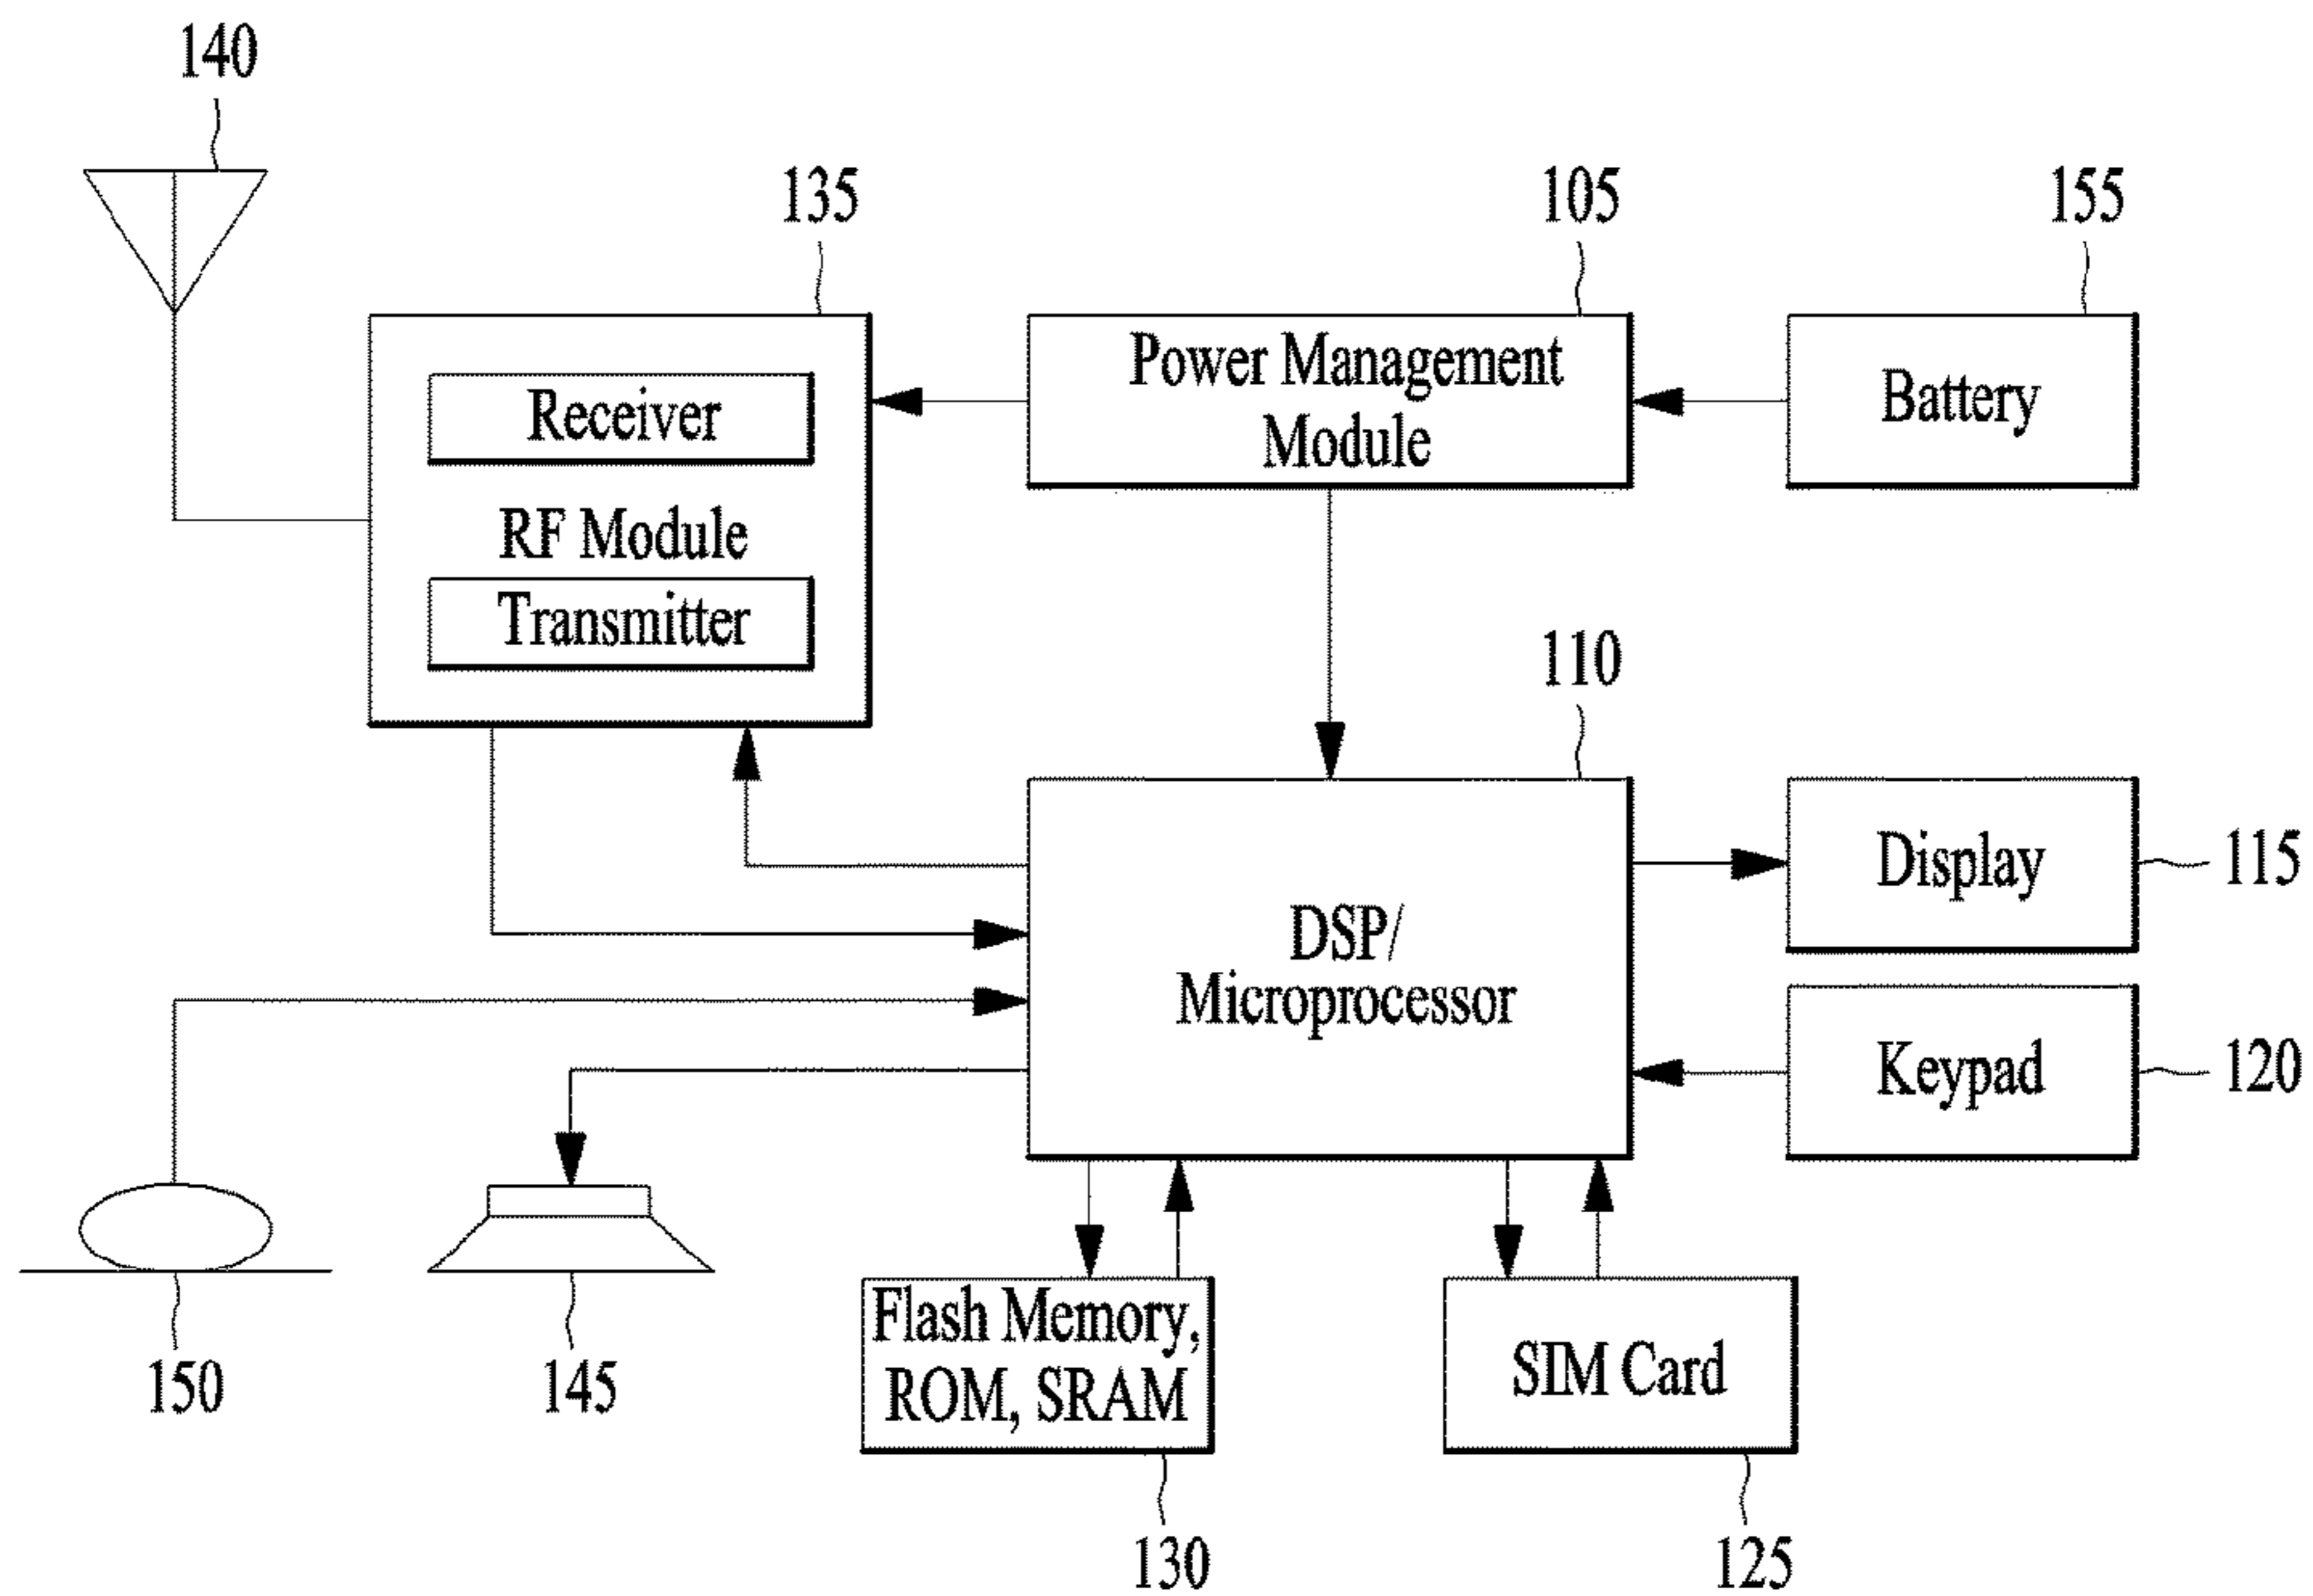 140
135
105
155
Receiver
RF Module
Transmitter
Power Management
Module
Battery
110
DSP/
Microprocessor
Display
115
Keypad
120
150
145
Flash Memory,
ROM, SRAM
SIM Card
130
125